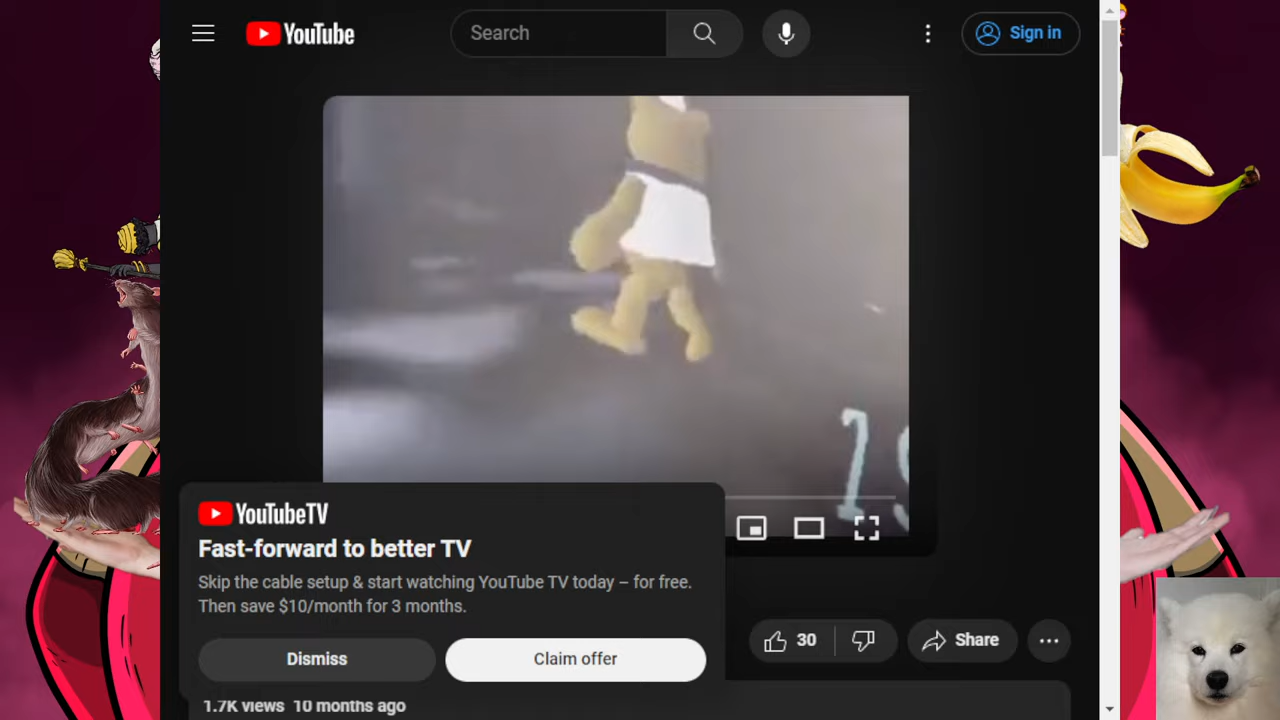 YouTube
Search
Sign in
19
YouTubeTV
Fast-forward to better TV
Skip the cable setup & start watching YouTube TV today – for free.
Then save $10/month for 3 months.
Dismiss
Claim offer
30
Share
1.7K views 10 months ago